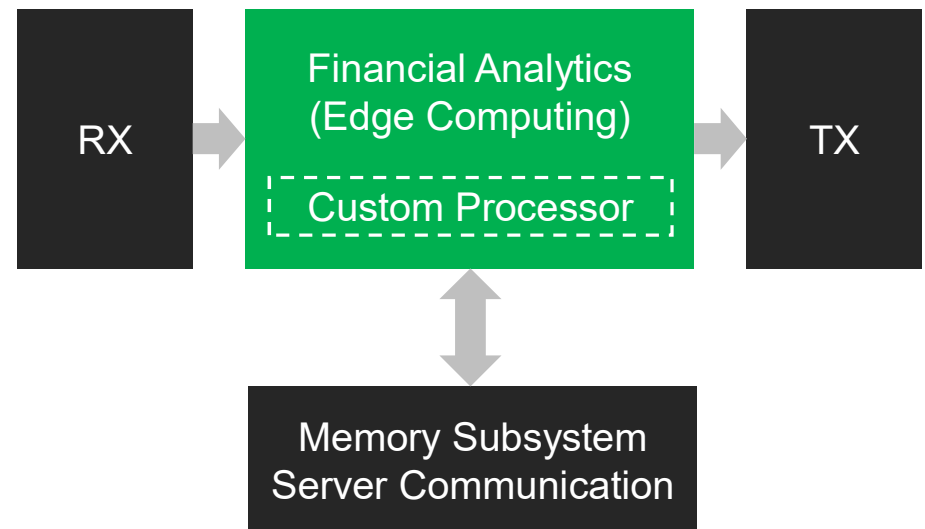 RX
Financial Analytics
(Edge Computing)
Custom Processor
TX
Memory Subsystem
Server Communication